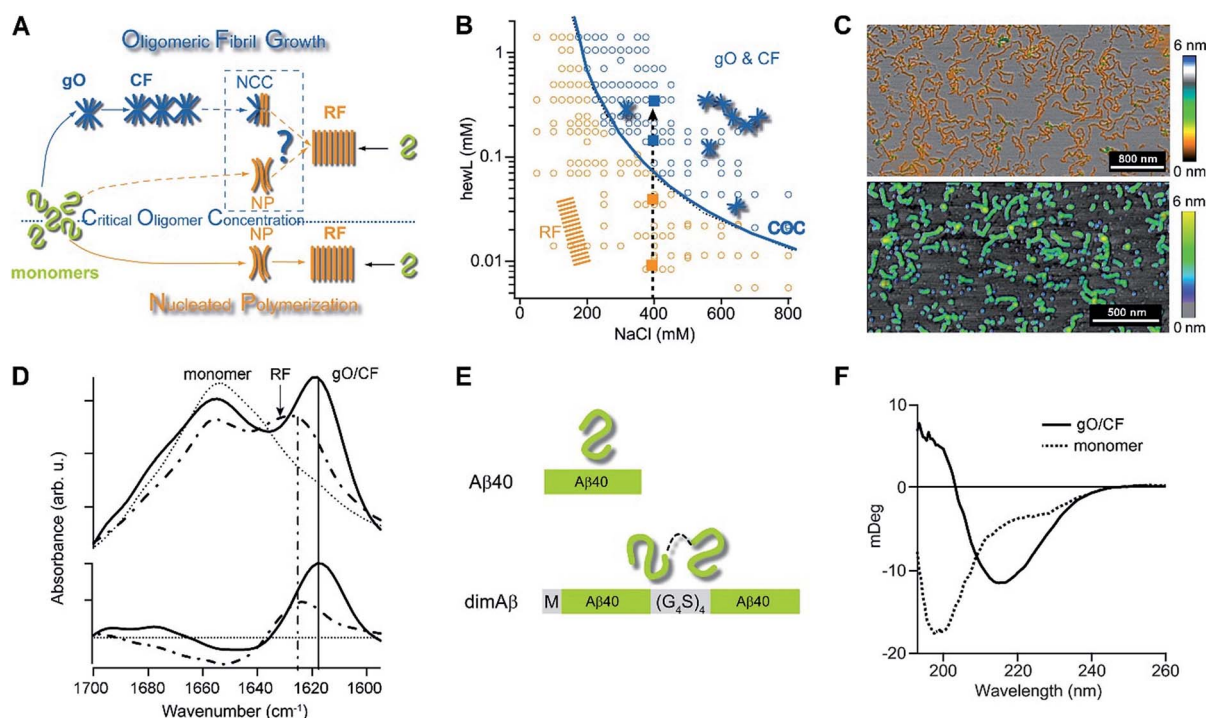 A
Oligomeric Fibril Growth
gO
CF
NCC
RF
?
NP
Critical Oligomer Concentration
monomers
NP
RF
Nucleated Polymerization
B
gO & CF
1
0.1
0.01
hewL (mM)
RF
COC
0
200
400
600
800
NaCl (mM)
C
6 nm
800 nm
0 nm
6 nm
500 nm
0 nm
D
monomer
RF
gO/CF
Absorbance (arb. u.)
1700
1680
1660
1640
1620
1600
Wavenumber (cm⁻¹)
E
Aβ40
Aβ40
dimAβ
M
Aβ40
(G₄S)₄
Aβ40
F
gO/CF
monomer
10
0
-10
-20
mDeg
200
220
240
260
Wavelength (nm)